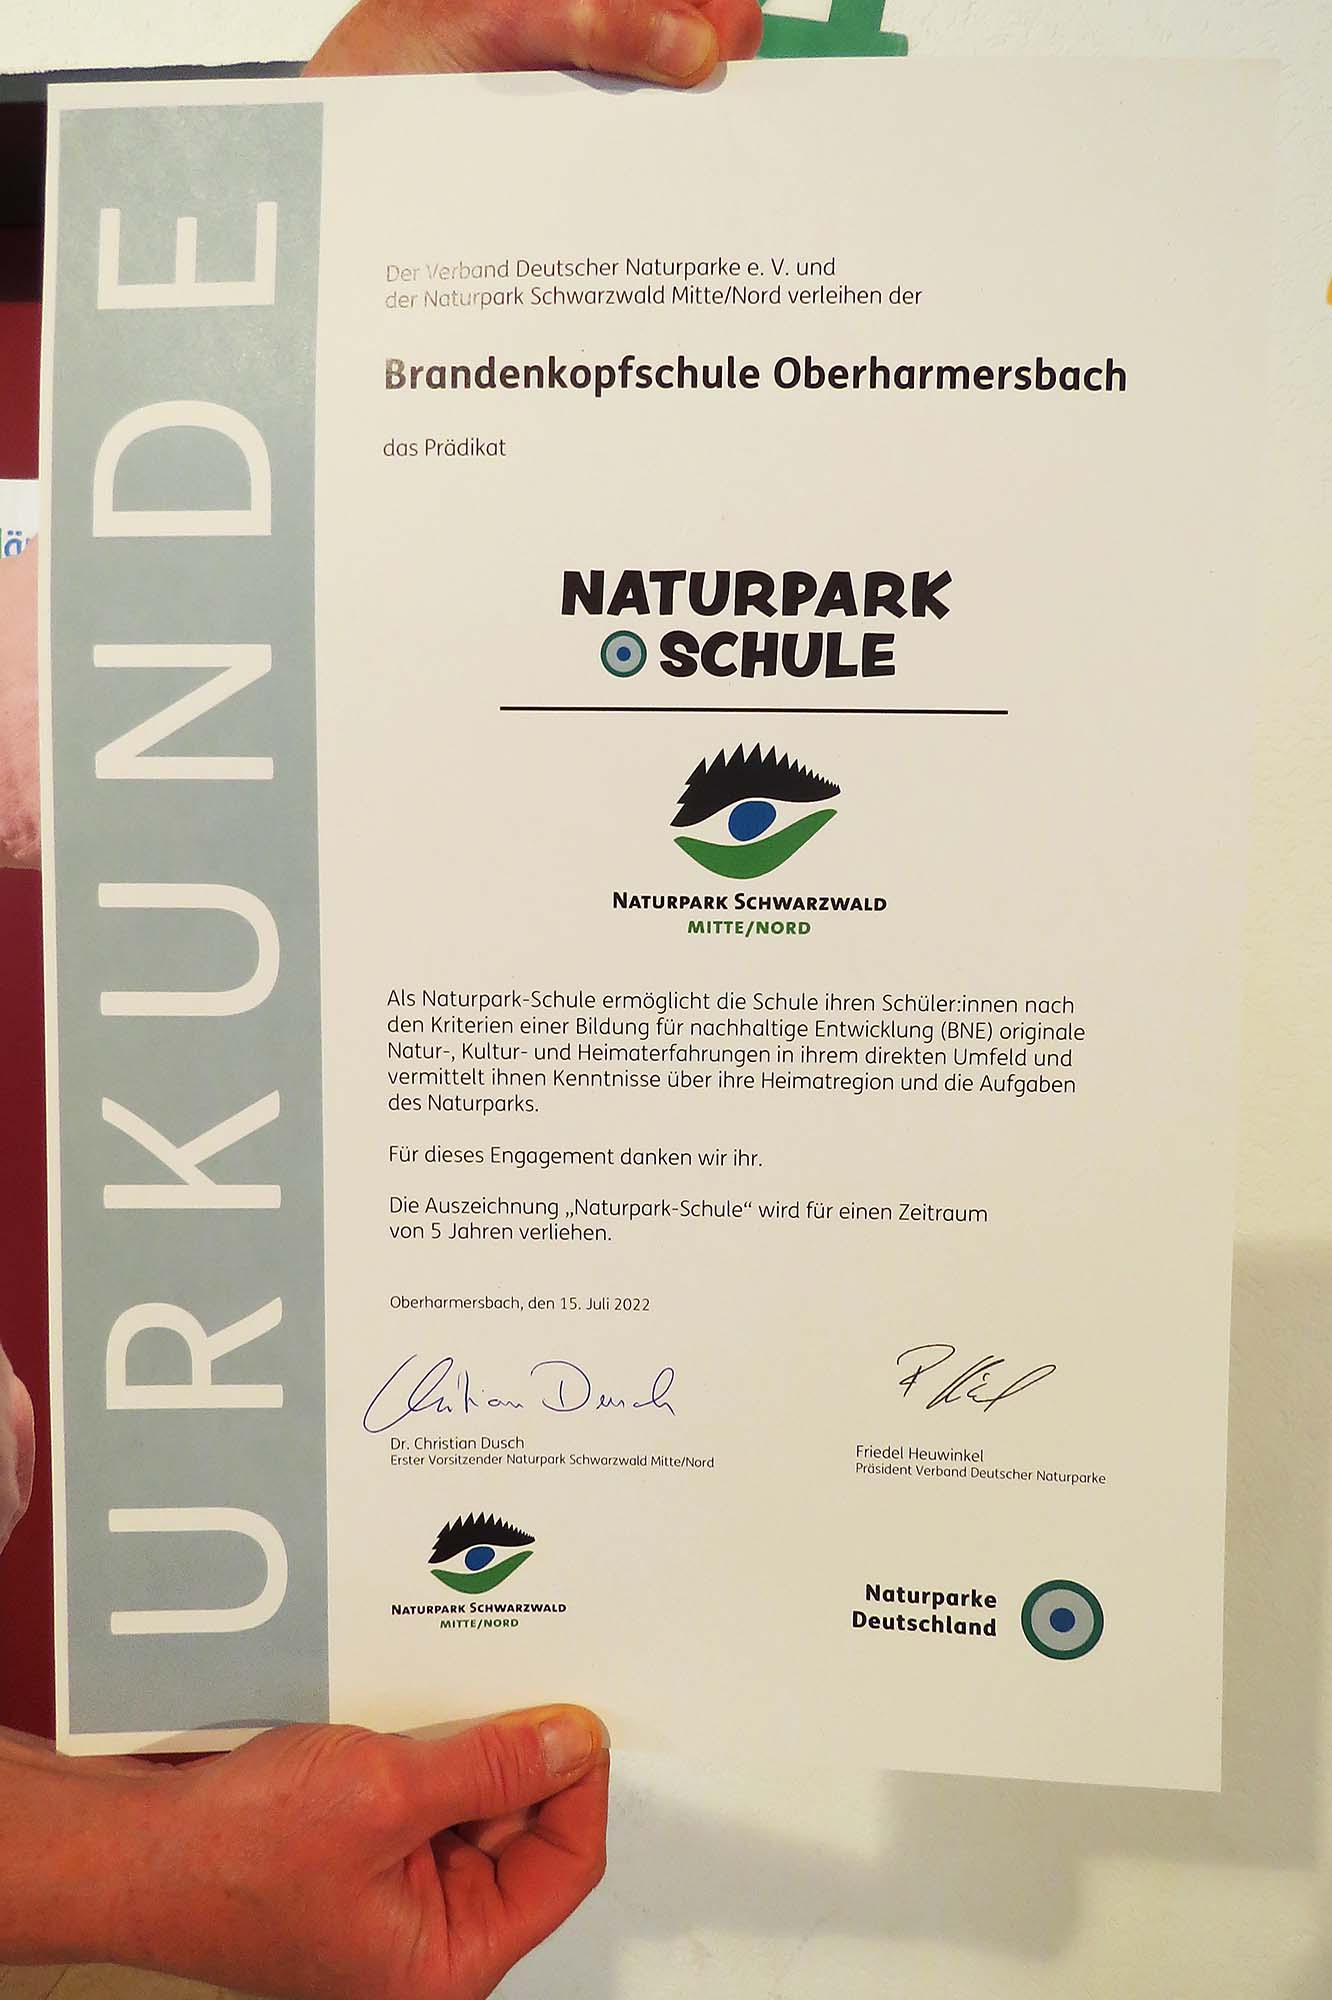 URKUNDE
Der Verband Deutscher Naturparke e. V. und
der Naturpark Schwarzwald Mitte/Nord verleihen der
Brandenkopfschule Oberharmersbach
das Prädikat
NATURPARK
SCHULE
NATURPARK SCHWARZWALD
MITTE/NORD
Als Naturpark-Schule ermöglicht die Schule ihren Schüler:innen nach
den Kriterien einer Bildung für nachhaltige Entwicklung (BNE) originale
Natur-, Kultur- und Heimaterfahrungen in ihrem direkten Umfeld und
vermittelt ihnen Kenntnisse über ihre Heimatregion und die Aufgaben
des Naturparks.
Für dieses Engagement danken wir ihr.
Die Auszeichnung „Naturpark-Schule“ wird für einen Zeitraum
von 5 Jahren verliehen.
Oberharmersbach, den 15. Juli 2022
Christian Dusch
Dr. Christian Dusch
Erster Vorsitzender Naturpark Schwarzwald Mitte/Nord
Friedel Heuwinkel
Präsident Verband Deutscher Naturparke
NATURPARK SCHWARZWALD
MITTE/NORD
Naturparke
Deutschland